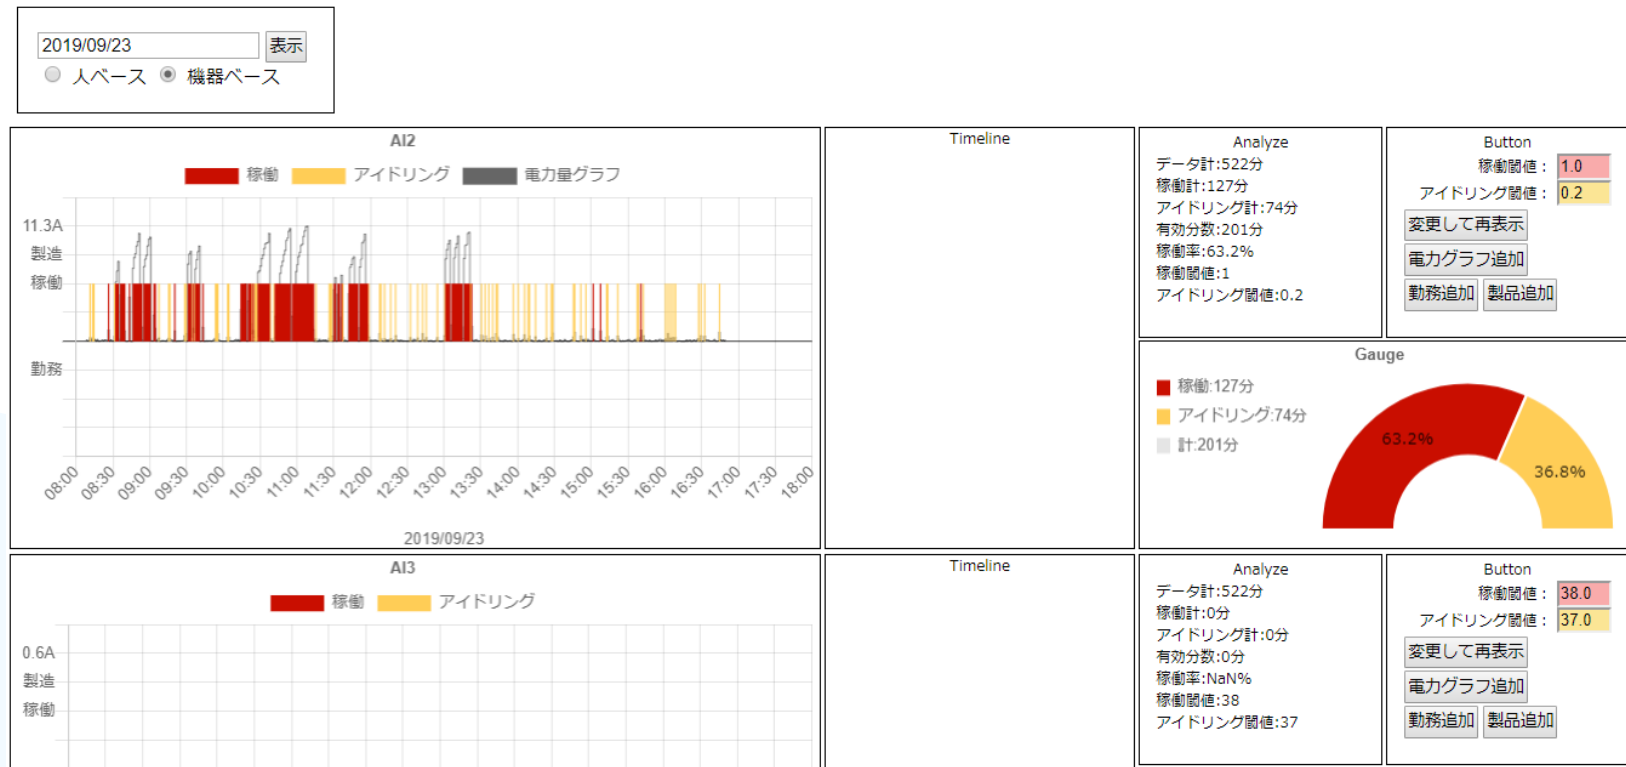 2019/09/23 表示
人ベース 機器ベース
AI2
稼働 アイドリング 電力量グラフ
11.3A
製造
稼働
勤務
08:00 08:30 09:00 09:30 10:00 10:30 11:00 11:30 12:00 12:30 13:00 13:30 14:00 14:30 15:00 15:30 16:00 16:30 17:00 17:30 18:00
2019/09/23
Timeline
Analyze
データ計:522分
稼働計:127分
アイドリング計:74分
有効分数:201分
稼働率:63.2%
稼働閾値:1
アイドリング閾値:0.2
Button
稼働閾値： 1.0
アイドリング閾値： 0.2
変更して再表示
電力グラフ追加
勤務追加 製品追加
Gauge
稼働:127分
アイドリング:74分
計:201分
63.2%
36.8%
AI3
稼働 アイドリング
0.6A
製造
稼働
Timeline
Analyze
データ計:522分
稼働計:0分
アイドリング計:0分
有効分数:0分
稼働率:NaN%
稼働閾値:38
アイドリング閾値:37
Button
稼働閾値： 38.0
アイドリング閾値： 37.0
変更して再表示
電力グラフ追加
勤務追加 製品追加